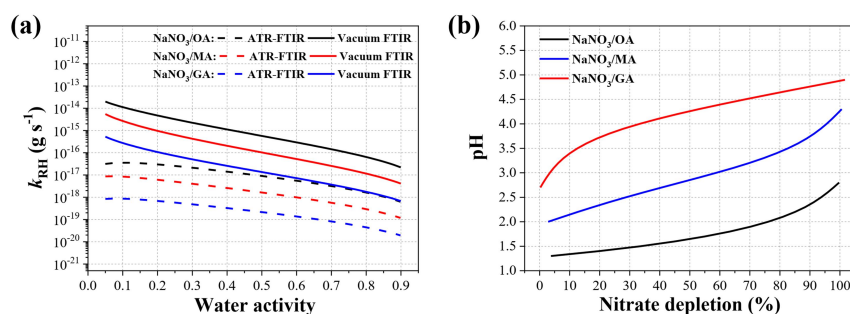 (a)
NaNO₃/OA: ATR-FTIR Vacuum FTIR
NaNO₃/MA: ATR-FTIR Vacuum FTIR
NaNO₃/GA: ATR-FTIR Vacuum FTIR
k_RH (g s⁻¹)
10⁻¹¹
10⁻¹²
10⁻¹³
10⁻¹⁴
10⁻¹⁵
10⁻¹⁶
10⁻¹⁷
10⁻¹⁸
10⁻¹⁹
10⁻²⁰
10⁻²¹
0.0 0.1 0.2 0.3 0.4 0.5 0.6 0.7 0.8 0.9
Water activity
(b)
NaNO₃/OA
NaNO₃/MA
NaNO₃/GA
pH
6.0
5.5
5.0
4.5
4.0
3.5
3.0
2.5
2.0
1.5
1.0
0 10 20 30 40 50 60 70 80 90 100
Nitrate depletion (%)